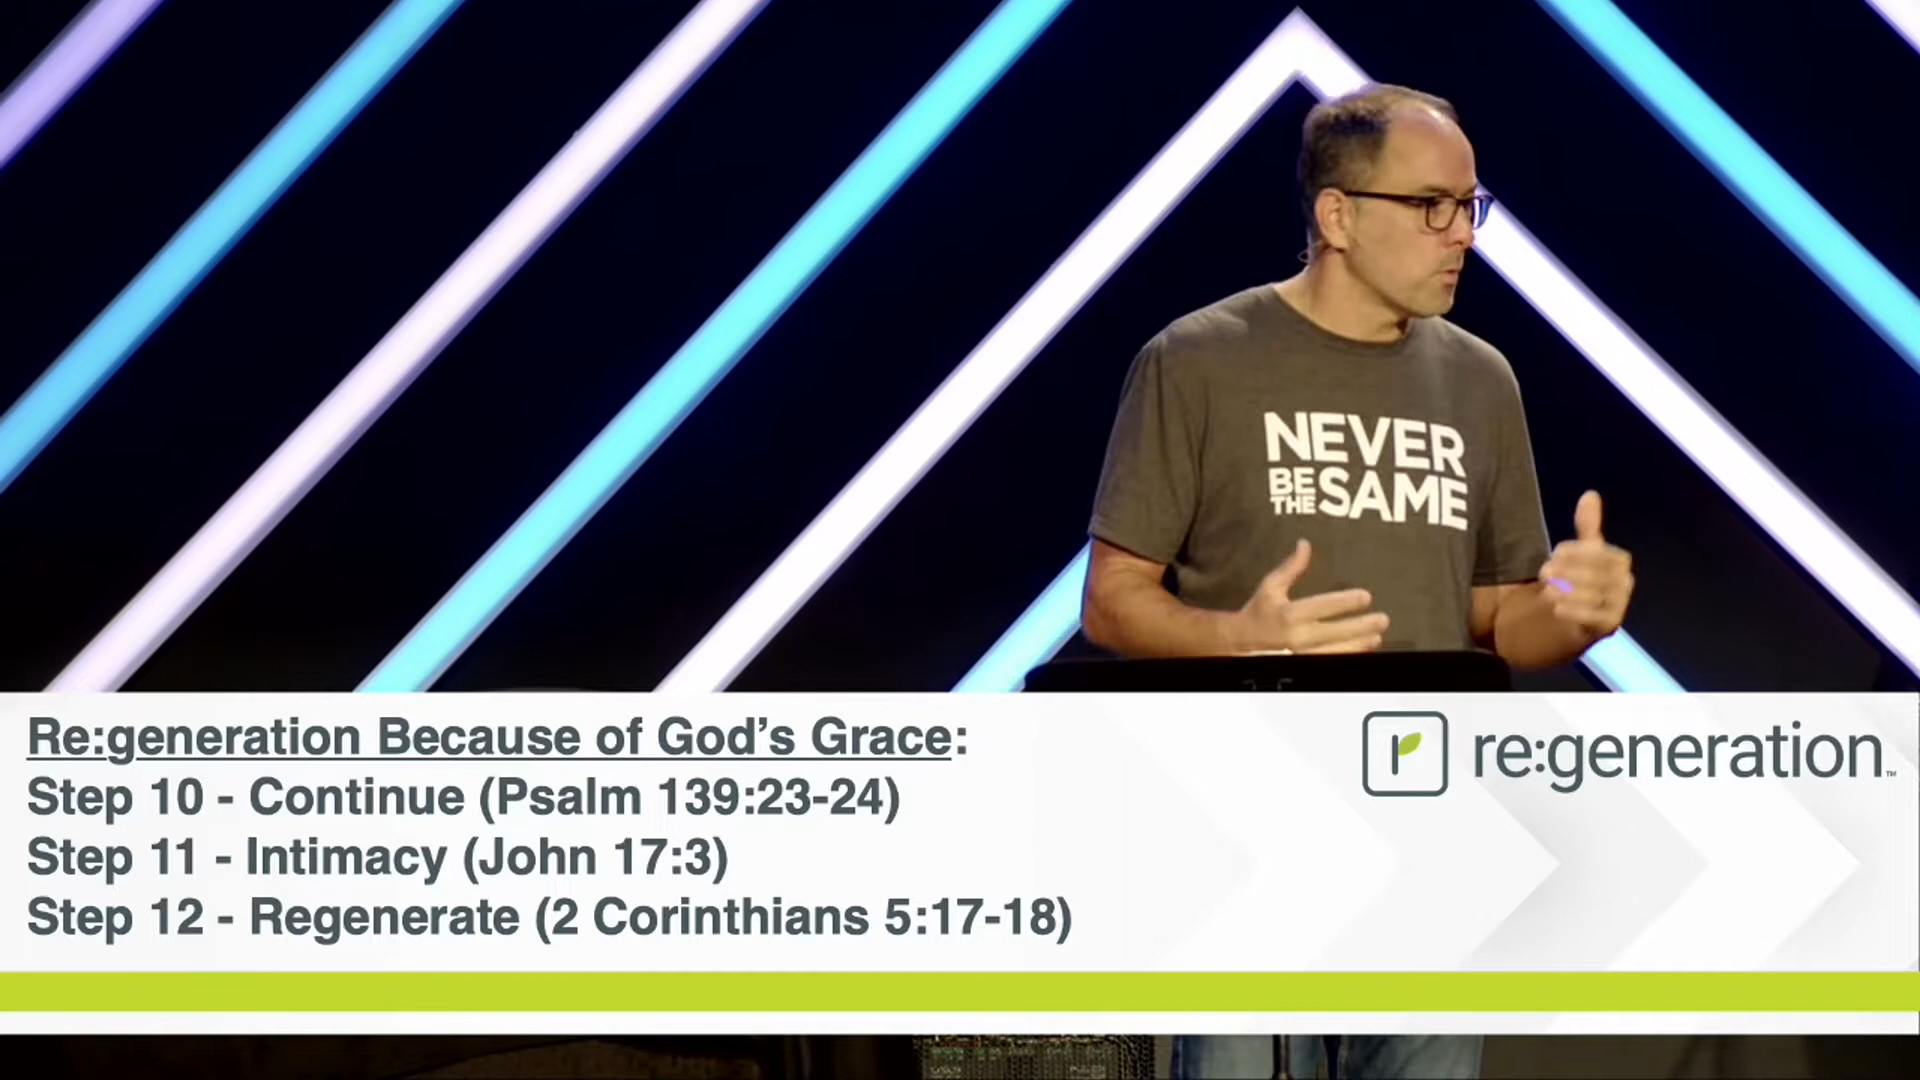 NEVER
BE THE SAME
Re:generation Because of God’s Grace:
Step 10 - Continue (Psalm 139:23-24)
Step 11 - Intimacy (John 17:3)
Step 12 - Regenerate (2 Corinthians 5:17-18)
r re:generation™